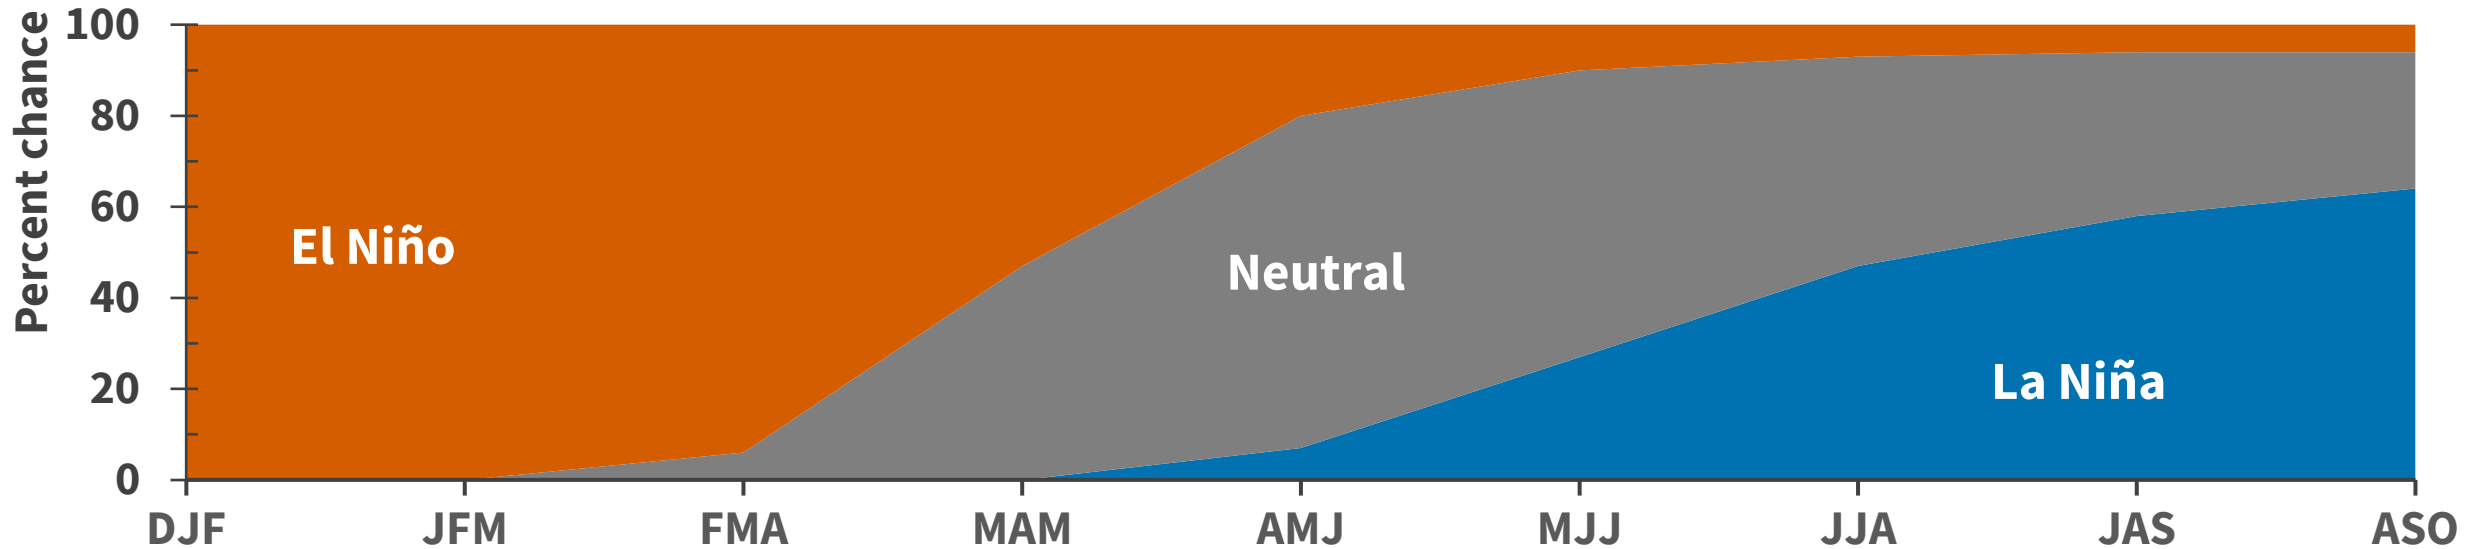 Percent chance
100
80
60
40
20
0
El Niño
Neutral
La Niña
DJF JFM FMA MAM AMJ MJJ JJA JAS ASO